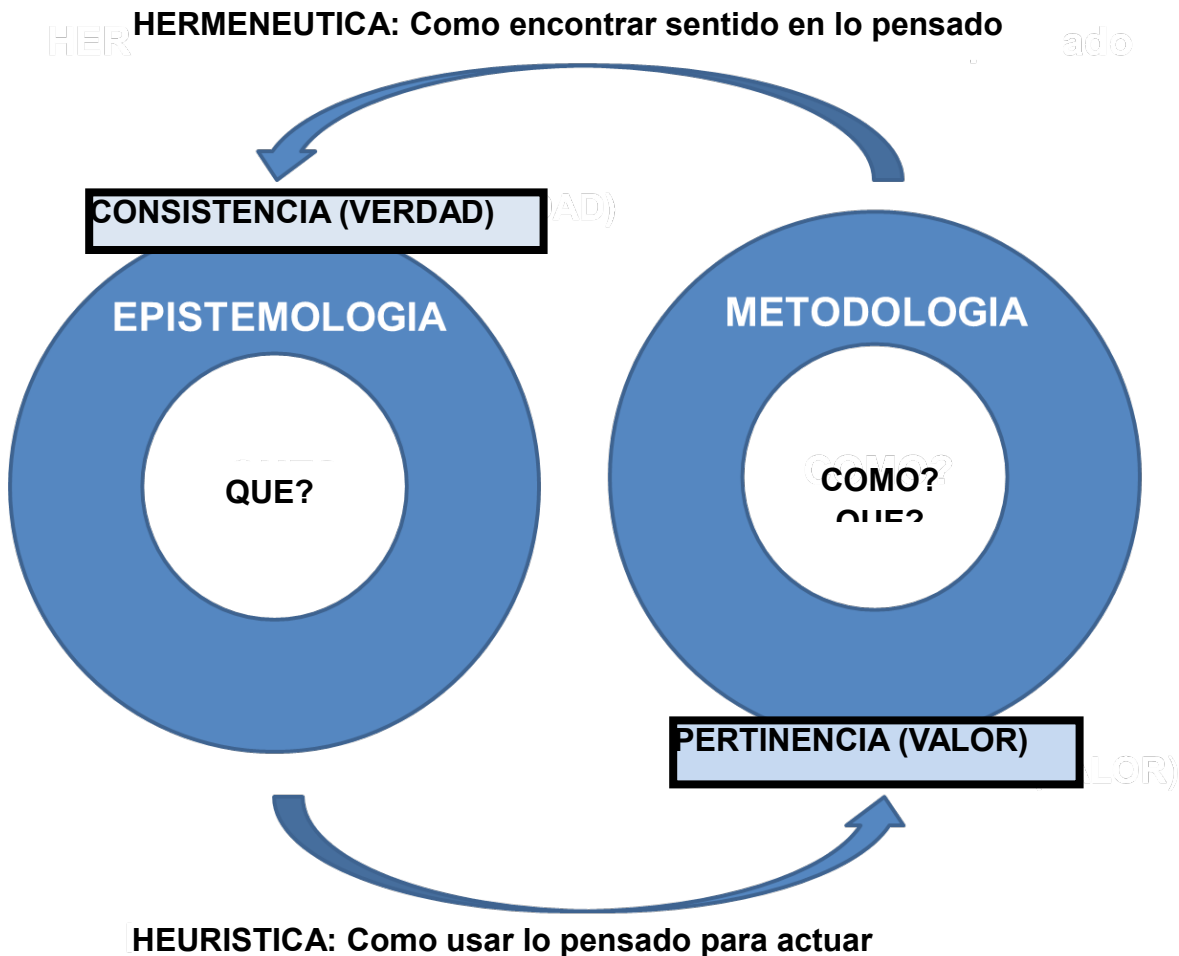 HERMENEUTICA: Como encontrar sentido en lo pensado
CONSISTENCIA (VERDAD)
EPISTEMOLOGIA
METODOLOGIA
QUE?
COMO?
QUE?
PERTINENCIA (VALOR)
HEURISTICA: Como usar lo pensado para actuar